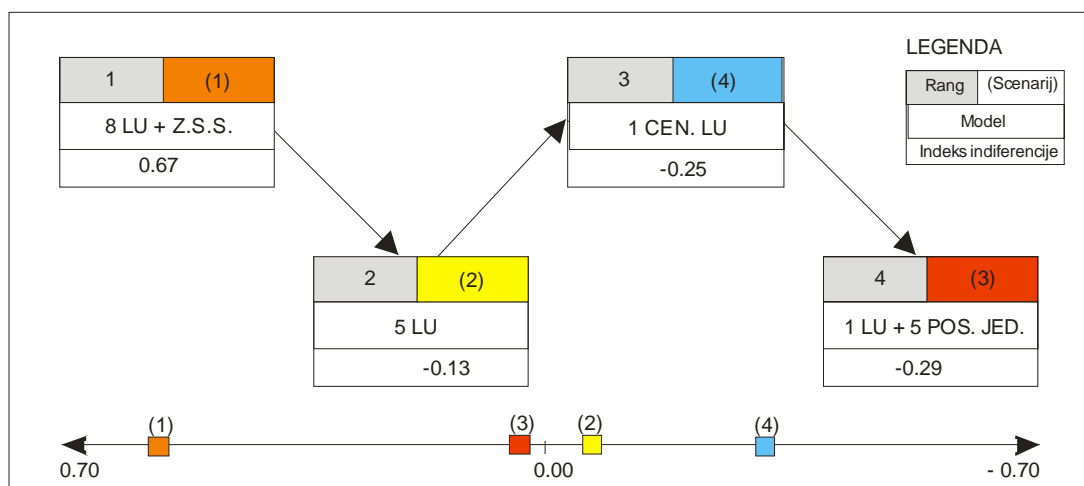 1 (1)
8 LU + Z.S.S.
0.67
3 (4)
1 CEN. LU
-0.25
LEGENDA
Rang (Scenarij)
Model
Indeks indiferencije
2 (2)
5 LU
-0.13
4 (3)
1 LU + 5 POS. JED.
-0.29
(1) (3) (2) (4)
0.70 0.00 - 0.70